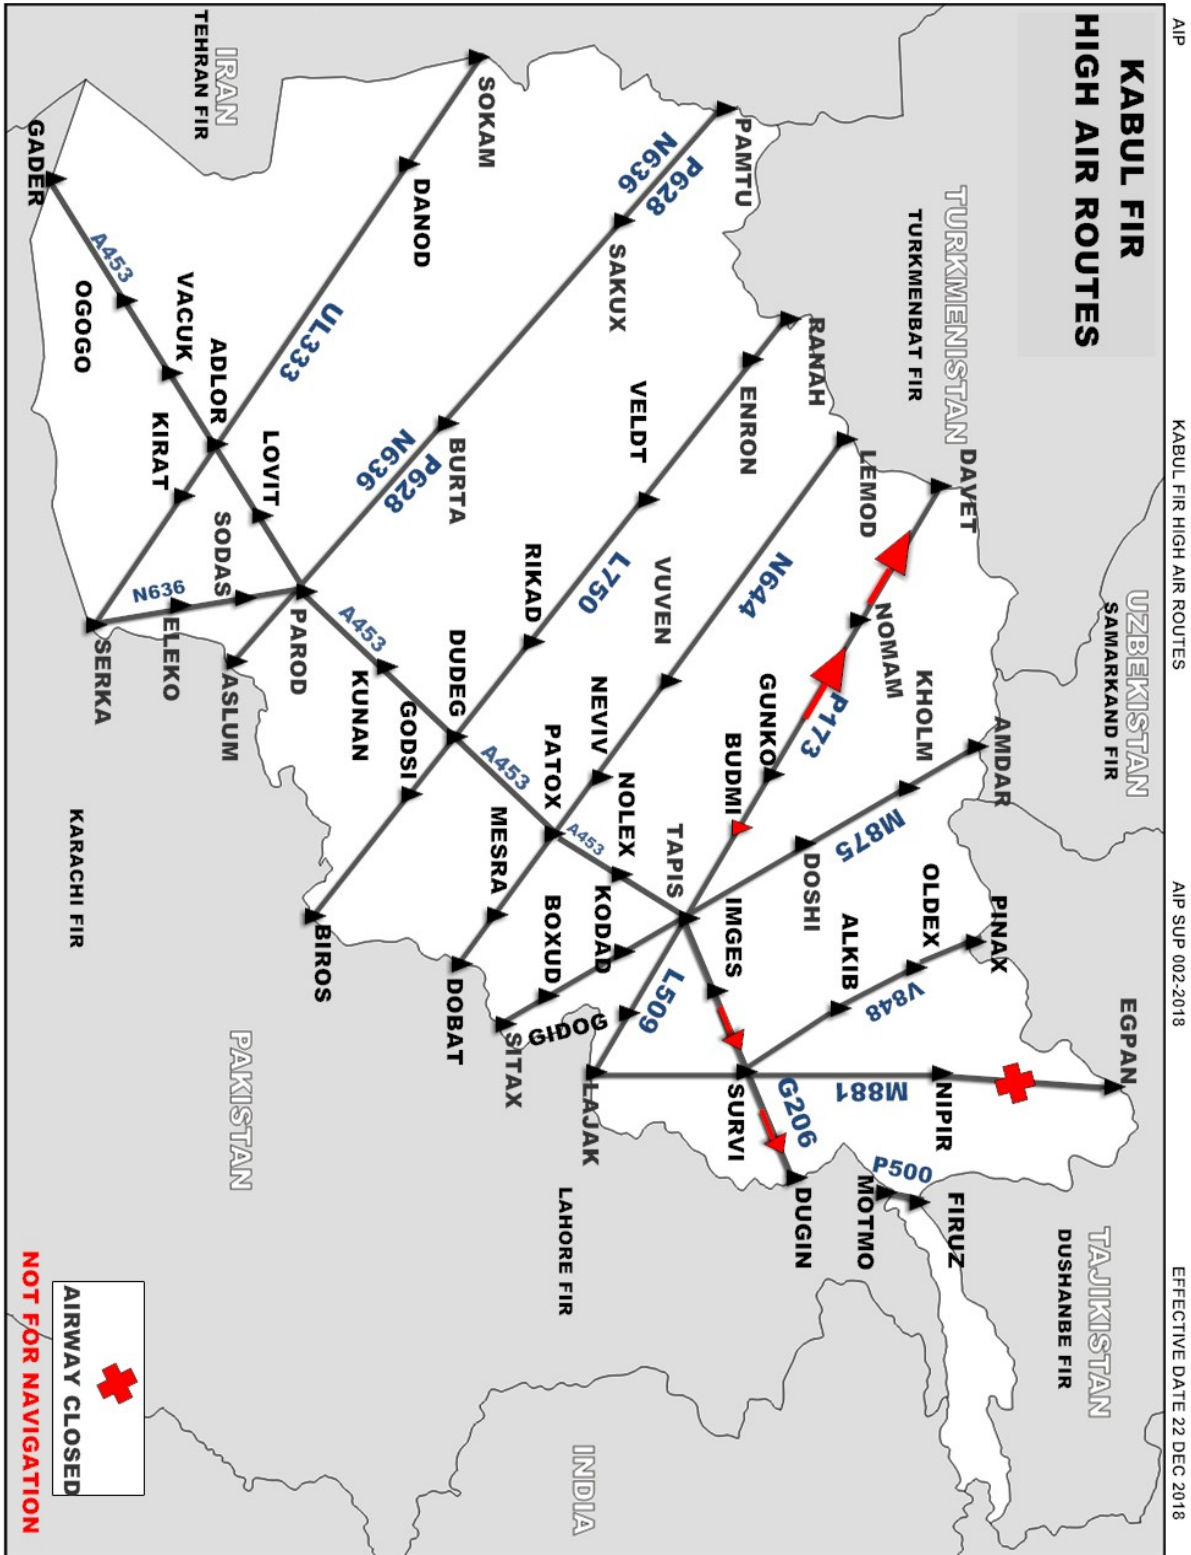 AIP
KABUL FIR HIGH AIR ROUTES
AIP SUP 002-2018
EFFECTIVE DATE 22 DEC 2018
KABUL FIR
HIGH AIR ROUTES
TURKMENISTAN
TURKMENBAT FIR
UZBEKISTAN
SAMARKAND FIR
TAJIKISTAN
DUSHANBE FIR
IRAN
TEHRAN FIR
PAKISTAN
KARACHI FIR
LAHORE FIR
INDIA
EGPAN
PINAX
AMDAR
DAVET
FIRUZ
NIPIR
OLDEX
KHOLM
NOMAM
LEMOD
P500
MOTMO
M881
V848
ALKIB
M875
DOSHI
P173
RANAH
DUGIN
G206
GUNKO
N644
ENRON
PAMTU
SURVI
IMGES
BUDMI
TAPIS
VUVEN
VELDT
P628
N636
L509
NOLEX
KODAD
NEVIV
A453
L750
SAKUX
LAJAK
GIDOG
BOXUD
PATOX
RIKAD
SITAX
MESRA
A453
SOKAM
DOBAT
DUDEG
BURTA
P628
N636
DANOD
GODSI
KUNAN
A453
BIROS
PAROD
UL333
LOVIT
SODAS
ADLOR
ASLUM
N636
ELEKO
KIRAT
VACUK
SERKA
A453
OGOGO
GADER
AIRWAY CLOSED
NOT FOR NAVIGATION